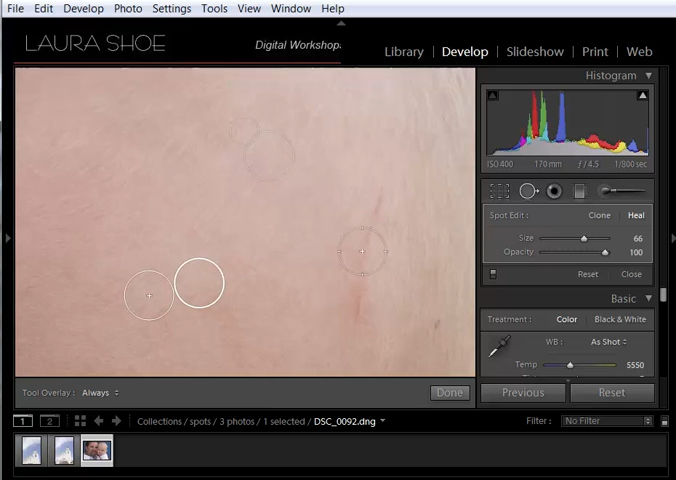 File Edit Develop Photo Settings Tools View Window Help
LAURA SHOE
Digital Workshop
Library Develop Slideshow Print Web
Histogram
ISO 400 170 mm ƒ / 4.5 1/800 sec
Spot Edit : Clone Heal
Size 66
Opacity 100
Reset Close
Basic
Treatment : Color Black & White
WB : As Shot
Temp 5550
Tool Overlay : Always Done Previous Reset
1 2 Collections / spots / 3 photos / 1 selected / DSC_0092.dng Filter : No Filter